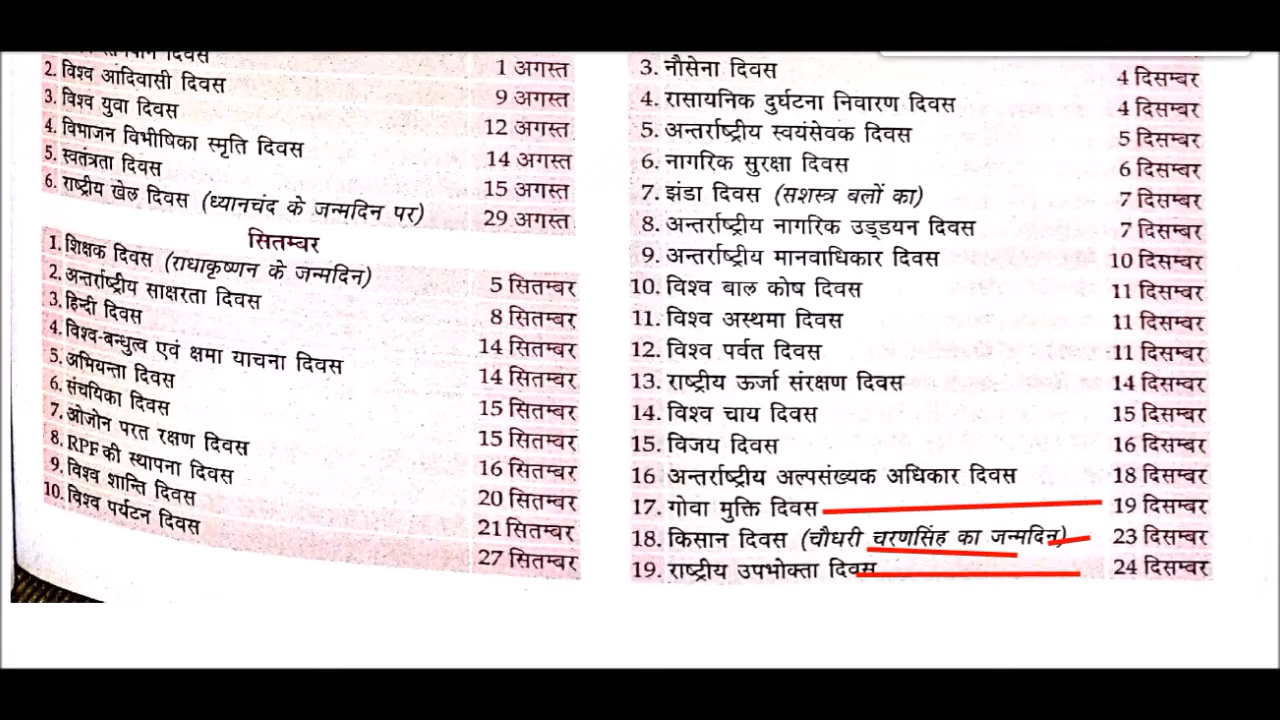 दिवस
1 अगस्त
2. विश्व आदिवासी दिवस 9 अगस्त
3. विश्व युवा दिवस 12 अगस्त
4. विभाजन विभीषिका स्मृति दिवस 14 अगस्त
5. स्वतंत्रता दिवस 15 अगस्त
6. राष्ट्रीय खेल दिवस (ध्यानचंद के जन्मदिन पर) 29 अगस्त
सितम्बर
1. शिक्षक दिवस (राधाकृष्णन के जन्मदिन) 5 सितम्बर
2. अन्तर्राष्ट्रीय साक्षरता दिवस 8 सितम्बर
3. हिन्दी दिवस 14 सितम्बर
4. विश्व-बन्धुत्व एवं क्षमा याचना दिवस 14 सितम्बर
5. अभियन्ता दिवस 15 सितम्बर
6. संचयिका दिवस 15 सितम्बर
7. ओजोन परत रक्षण दिवस 16 सितम्बर
8. RPF की स्थापना दिवस 20 सितम्बर
9. विश्व शान्ति दिवस 21 सितम्बर
10. विश्व पर्यटन दिवस 27 सितम्बर
3. नौसेना दिवस 4 दिसम्बर
4. रासायनिक दुर्घटना निवारण दिवस 4 दिसम्बर
5. अन्तर्राष्ट्रीय स्वयंसेवक दिवस 5 दिसम्बर
6. नागरिक सुरक्षा दिवस 6 दिसम्बर
7. झंडा दिवस (सशस्त्र बलों का) 7 दिसम्बर
8. अन्तर्राष्ट्रीय नागरिक उड्डयन दिवस 7 दिसम्बर
9. अन्तर्राष्ट्रीय मानवाधिकार दिवस 10 दिसम्बर
10. विश्व बाल कोष दिवस 11 दिसम्बर
11. विश्व अस्थमा दिवस 11 दिसम्बर
12. विश्व पर्वत दिवस 11 दिसम्बर
13. राष्ट्रीय ऊर्जा संरक्षण दिवस 14 दिसम्बर
14. विश्व चाय दिवस 15 दिसम्बर
15. विजय दिवस 16 दिसम्बर
16 अन्तर्राष्ट्रीय अल्पसंख्यक अधिकार दिवस 18 दिसम्बर
17. गोवा मुक्ति दिवस 19 दिसम्बर
18. किसान दिवस (चौधरी चरणसिंह का जन्मदिन) 23 दिसम्बर
19. राष्ट्रीय उपभोक्ता दिवस 24 दिसम्बर